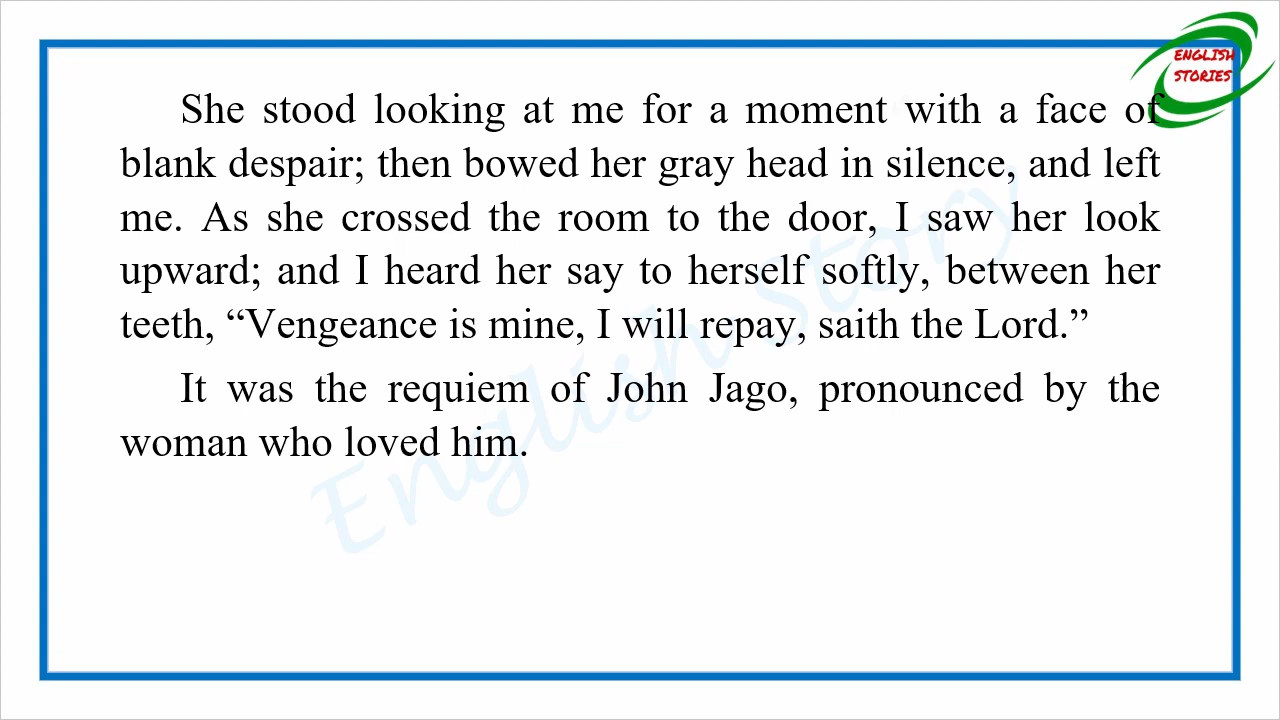 ENGLISH
STORIES
She stood looking at me for a moment with a face of
blank despair; then bowed her gray head in silence, and left
me. As she crossed the room to the door, I saw her look
upward; and I heard her say to herself softly, between her
teeth, “Vengeance is mine, I will repay, saith the Lord.”
It was the requiem of John Jago, pronounced by the
woman who loved him.
English Story